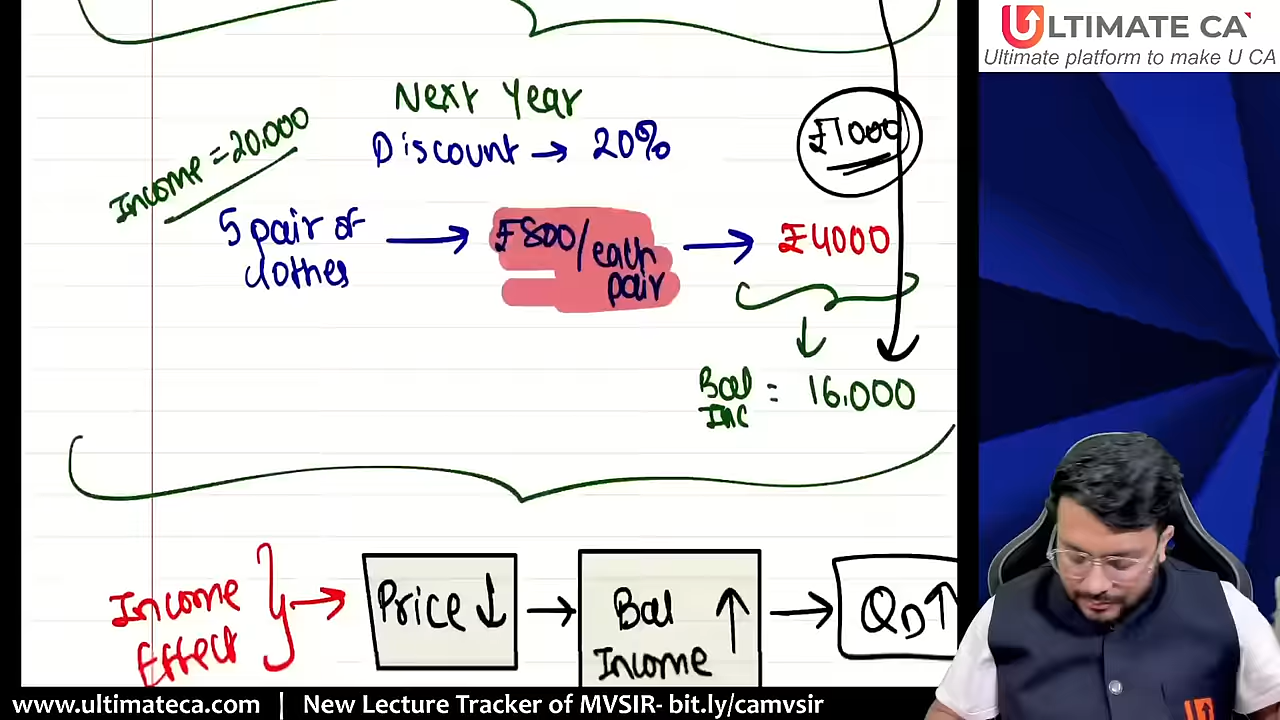 ULTIMATE CA
Ultimate platform to make U CA
Next Year
Income = 20,000
Discount → 20%
₹1000
5 pair of clothes → ₹800/each pair → ₹4000
Bal INC = 16,000
Income Effect → Price ↓ → Bal Income ↑ → QD ↑
www.ultimateca.com | New Lecture Tracker of MVSIR- bit.ly/camvsir